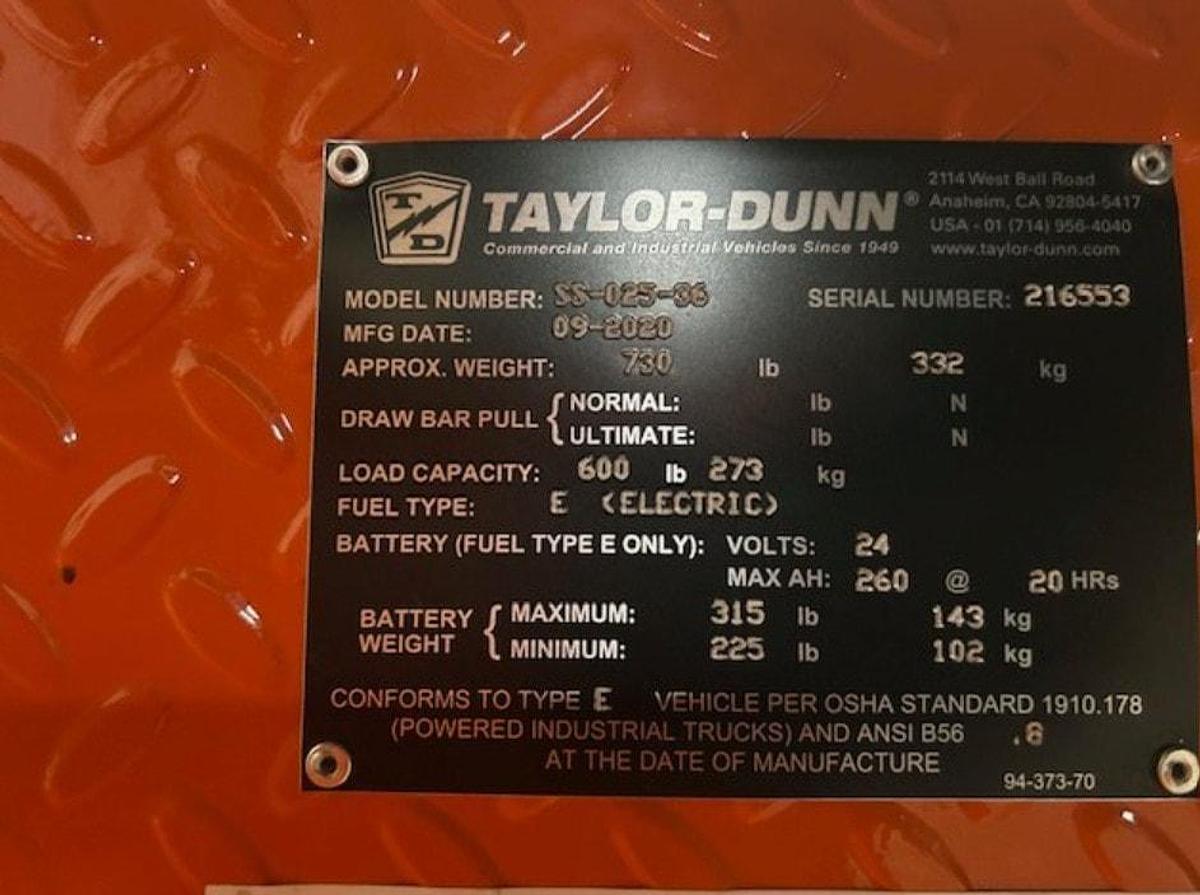 TD
TAYLOR-DUNN®
Commercial and Industrial Vehicles Since 1949
2114 West Ball Road
Anaheim, CA 92804-5417
USA - 01 (714) 956-4040
www.taylor-dunn.com
MODEL NUMBER: SS-025-36 SERIAL NUMBER: 216553
MFG DATE: 09-2020
APPROX. WEIGHT: 730 lb 332 kg
DRAW BAR PULL { NORMAL: lb N
ULTIMATE: lb N
LOAD CAPACITY: 600 lb 273 kg
FUEL TYPE: E (ELECTRIC)
BATTERY (FUEL TYPE E ONLY): VOLTS: 24
MAX AH: 260 @ 20 HRs
BATTERY WEIGHT { MAXIMUM: 315 lb 143 kg
MINIMUM: 225 lb 102 kg
CONFORMS TO TYPE E VEHICLE PER OSHA STANDARD 1910.178
(POWERED INDUSTRIAL TRUCKS) AND ANSI B56 .8
AT THE DATE OF MANUFACTURE
94-373-70